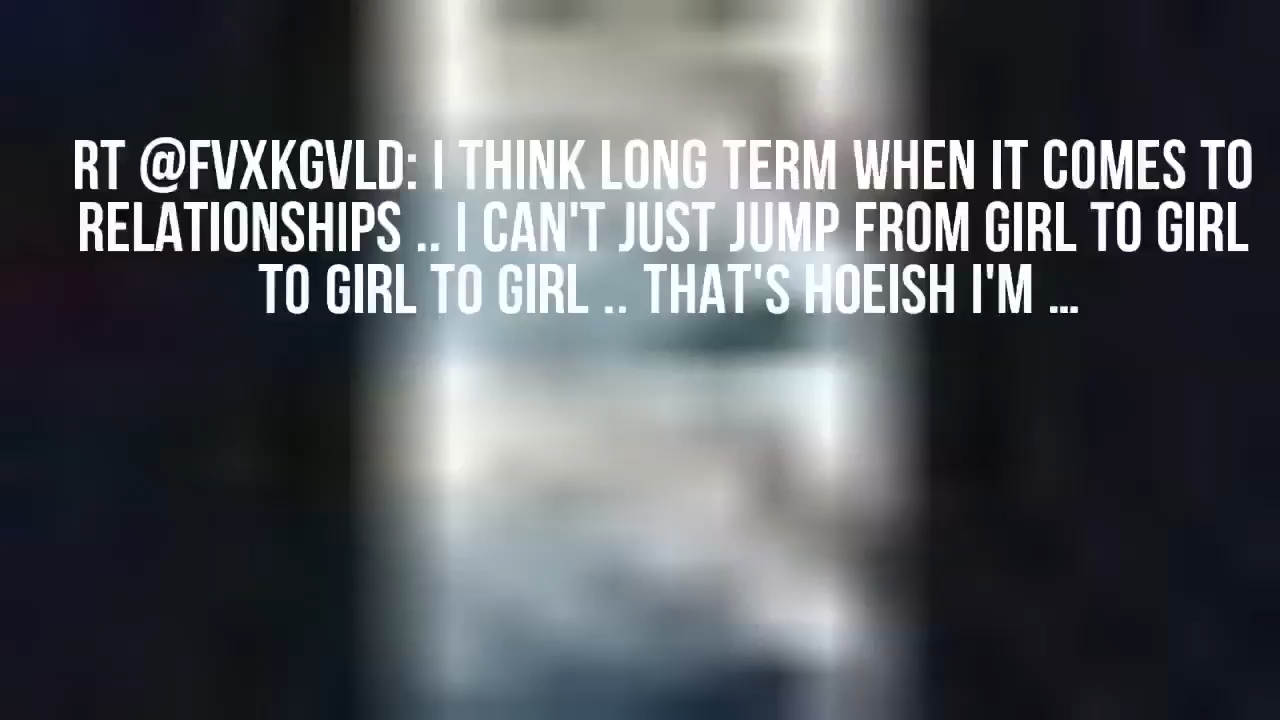 RT @FVXKGVLD: I THINK LONG TERM WHEN IT COMES TO
RELATIONSHIPS .. I CAN'T JUST JUMP FROM GIRL TO GIRL
TO GIRL TO GIRL .. THAT'S HOEISH I'M ...